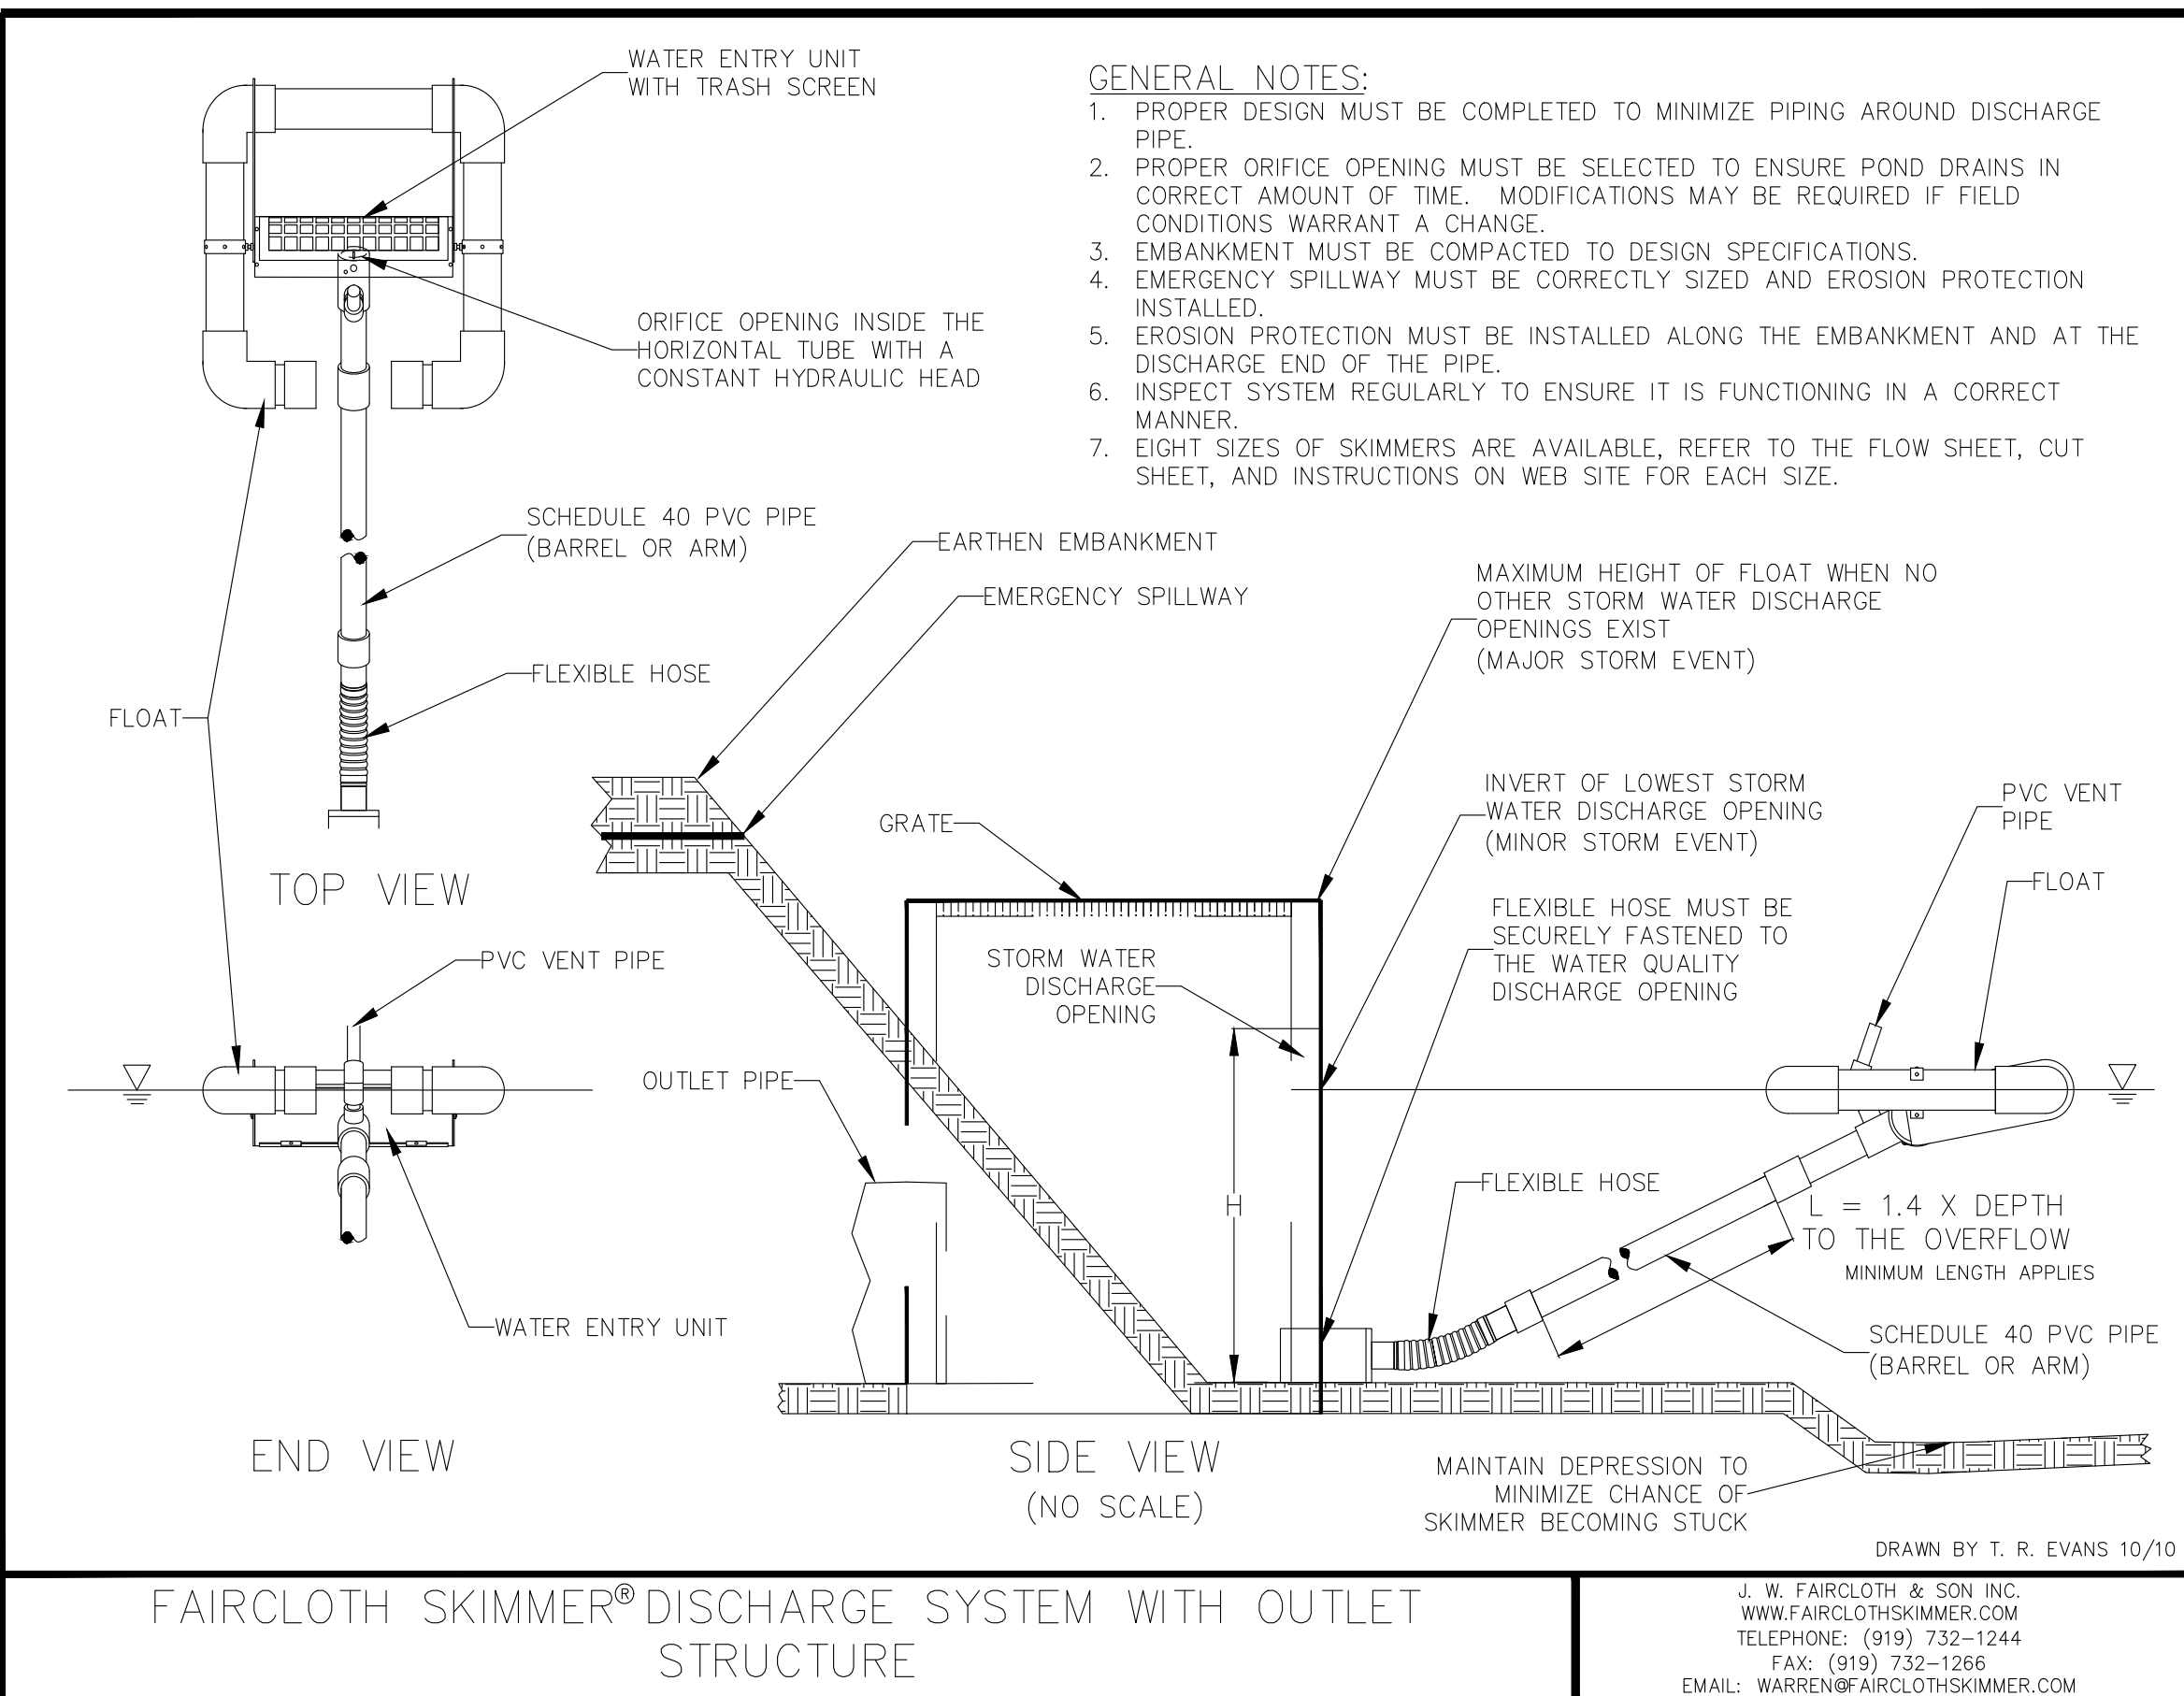 WATER ENTRY UNIT
WITH TRASH SCREEN
ORIFICE OPENING INSIDE THE
HORIZONTAL TUBE WITH A
CONSTANT HYDRAULIC HEAD
SCHEDULE 40 PVC PIPE
(BARREL OR ARM)
FLEXIBLE HOSE
FLOAT
TOP VIEW
GENERAL NOTES:
1. PROPER DESIGN MUST BE COMPLETED TO MINIMIZE PIPING AROUND DISCHARGE
PIPE.
2. PROPER ORIFICE OPENING MUST BE SELECTED TO ENSURE POND DRAINS IN
CORRECT AMOUNT OF TIME. MODIFICATIONS MAY BE REQUIRED IF FIELD
CONDITIONS WARRANT A CHANGE.
3. EMBANKMENT MUST BE COMPACTED TO DESIGN SPECIFICATIONS.
4. EMERGENCY SPILLWAY MUST BE CORRECTLY SIZED AND EROSION PROTECTION
INSTALLED.
5. EROSION PROTECTION MUST BE INSTALLED ALONG THE EMBANKMENT AND AT THE
DISCHARGE END OF THE PIPE.
6. INSPECT SYSTEM REGULARLY TO ENSURE IT IS FUNCTIONING IN A CORRECT
MANNER.
7. EIGHT SIZES OF SKIMMERS ARE AVAILABLE, REFER TO THE FLOW SHEET, CUT
SHEET, AND INSTRUCTIONS ON WEB SITE FOR EACH SIZE.
PVC VENT PIPE
WATER ENTRY UNIT
END VIEW
EARTHEN EMBANKMENT
EMERGENCY SPILLWAY
MAXIMUM HEIGHT OF FLOAT WHEN NO
OTHER STORM WATER DISCHARGE
OPENINGS EXIST
(MAJOR STORM EVENT)
GRATE
INVERT OF LOWEST STORM
WATER DISCHARGE OPENING
(MINOR STORM EVENT)
PVC VENT
PIPE
FLOAT
FLEXIBLE HOSE MUST BE
SECURELY FASTENED TO
THE WATER QUALITY
DISCHARGE OPENING
STORM WATER
DISCHARGE
OPENING
OUTLET PIPE
H
FLEXIBLE HOSE
L = 1.4 X DEPTH
TO THE OVERFLOW
MINIMUM LENGTH APPLIES
SCHEDULE 40 PVC PIPE
(BARREL OR ARM)
SIDE VIEW
(NO SCALE)
MAINTAIN DEPRESSION TO
MINIMIZE CHANCE OF
SKIMMER BECOMING STUCK
DRAWN BY T. R. EVANS 10/10
FAIRCLOTH SKIMMER® DISCHARGE SYSTEM WITH OUTLET
STRUCTURE
J. W. FAIRCLOTH & SON INC.
WWW.FAIRCLOTHSKIMMER.COM
TELEPHONE: (919) 732-1244
FAX: (919) 732-1266
EMAIL: WARREN@FAIRCLOTHSKIMMER.COM